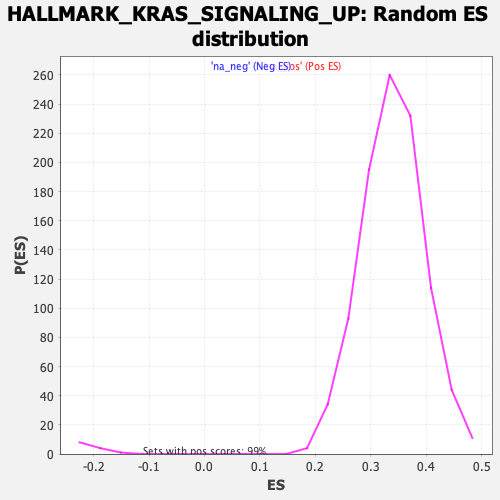 HALLMARK_KRAS_SIGNALING_UP: Random ES
distribution
'na_neg' (Neg ES) (Pos ES)
260
240
220
200
180
160
140
120
100
80
60
40
20
0
P(ES)
Sets with pos scores: 99%
-0.2 -0.1 0.0 0.1 0.2 0.3 0.4 0.5
ES